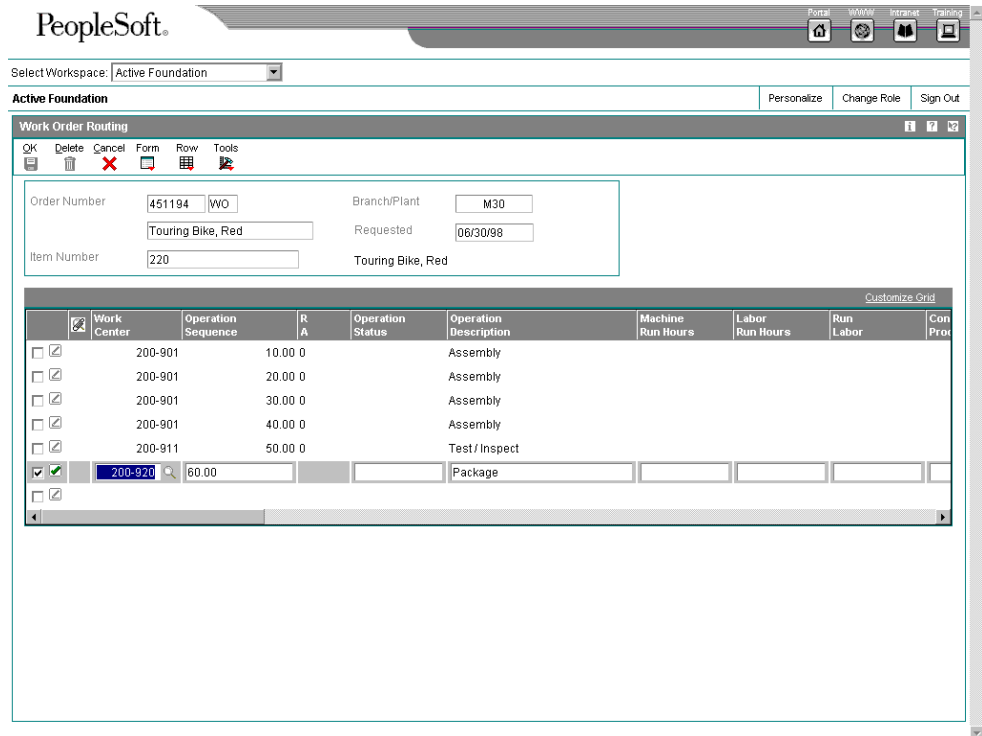 Portal WWW Intranet Training
PeopleSoft®
Select Workspace: Active Foundation
Active Foundation Personalize Change Role Sign Out
Work Order Routing i ? ?
OK Delete Cancel Form Row Tools
Order Number 451194 WO Branch/Plant M30
Touring Bike, Red Requested 06/30/98
Item Number 220 Touring Bike, Red
Customize Grid
Work Operation R Operation Operation Machine Labor Run Con
Center Sequence A Status Description Run Hours Run Hours Labor Proc
200-901 10.00 0 Assembly
200-901 20.00 0 Assembly
200-901 30.00 0 Assembly
200-901 40.00 0 Assembly
200-911 50.00 0 Test / Inspect
200-920 60.00 Package